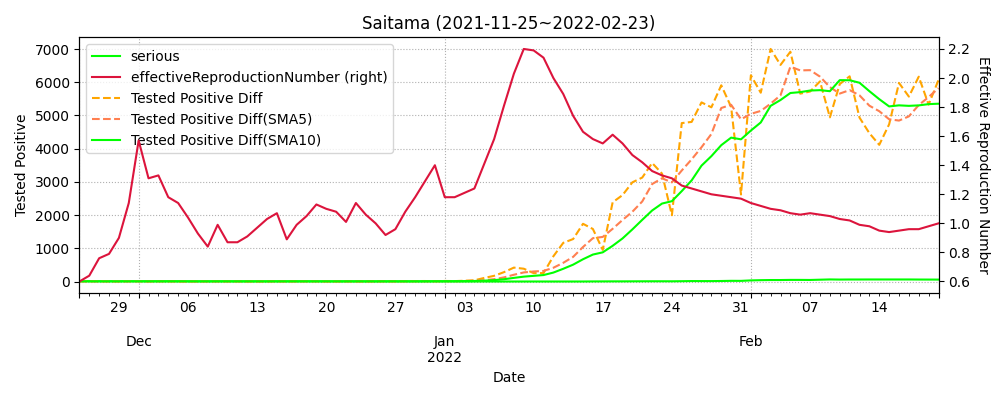 Saitama (2021-11-25~2022-02-23)
serious
effectiveReproductionNumber (right)
Tested Positive Diff
Tested Positive Diff(SMA5)
Tested Positive Diff(SMA10)
Tested Positive
7000
6000
5000
4000
3000
2000
1000
0
2.2
2.0
1.8
1.6
1.4
1.2
1.0
0.8
0.6
Effective Reproduction Number
29 06 13 20 27 03 10 17 24 31 07 14
Dec Jan Feb
2022
Date